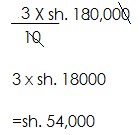 3 X sh. 180,000
10
3 x sh. 18000
=sh. 54,000